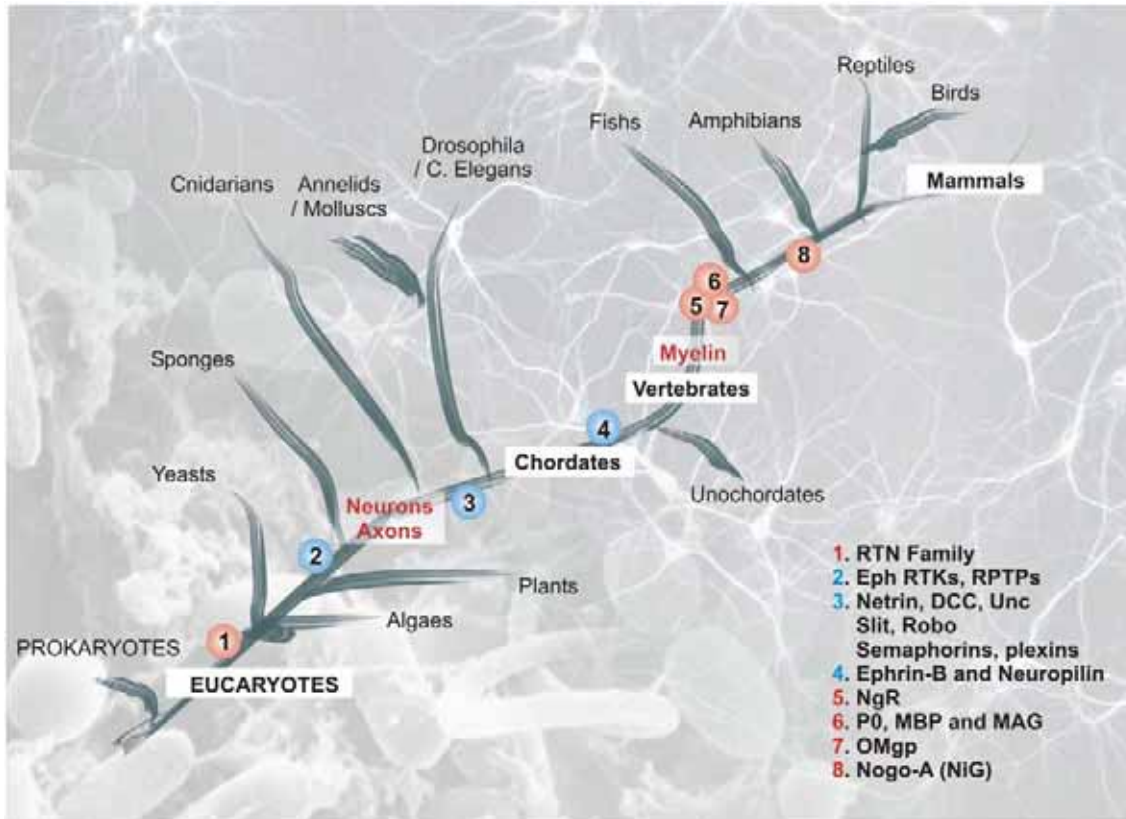 Reptiles
Birds
Fishs
Amphibians
Mammals
Drosophila
/ C. Elegans
Cnidarians
Annelids
/ Molluscs
8
6
5
7
Myelin
Vertebrates
Sponges
4
Chordates
Unochordates
Yeasts
Neurons
Axons
3
2
Plants
Algaes
1
PROKARYOTES
EUCARYOTES
1. RTN Family
2. Eph RTKs, RPTPs
3. Netrin, DCC, Unc
Slit, Robo
Semaphorins, plexins
4. Ephrin-B and Neuropilin
5. NgR
6. P0, MBP and MAG
7. OMgp
8. Nogo-A (NiG)